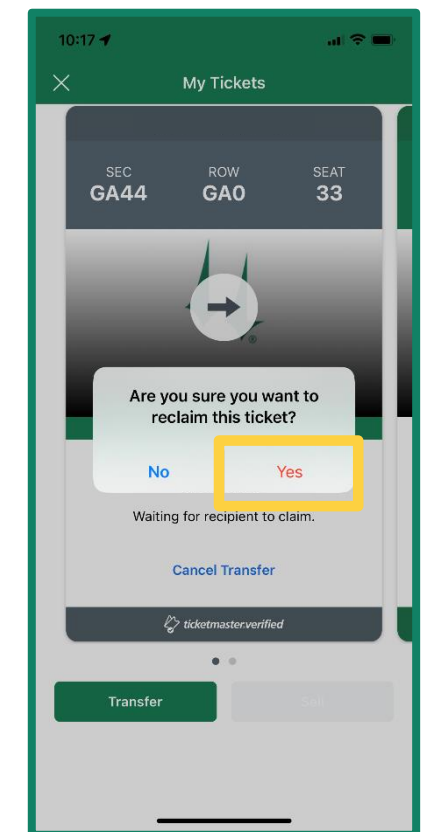 10:17
My Tickets
SEC ROW SEAT
GA44 GA0 33
®
Are you sure you want to
reclaim this ticket?
No Yes
Waiting for recipient to claim.
Cancel Transfer
ticketmaster.verified
Transfer Sell